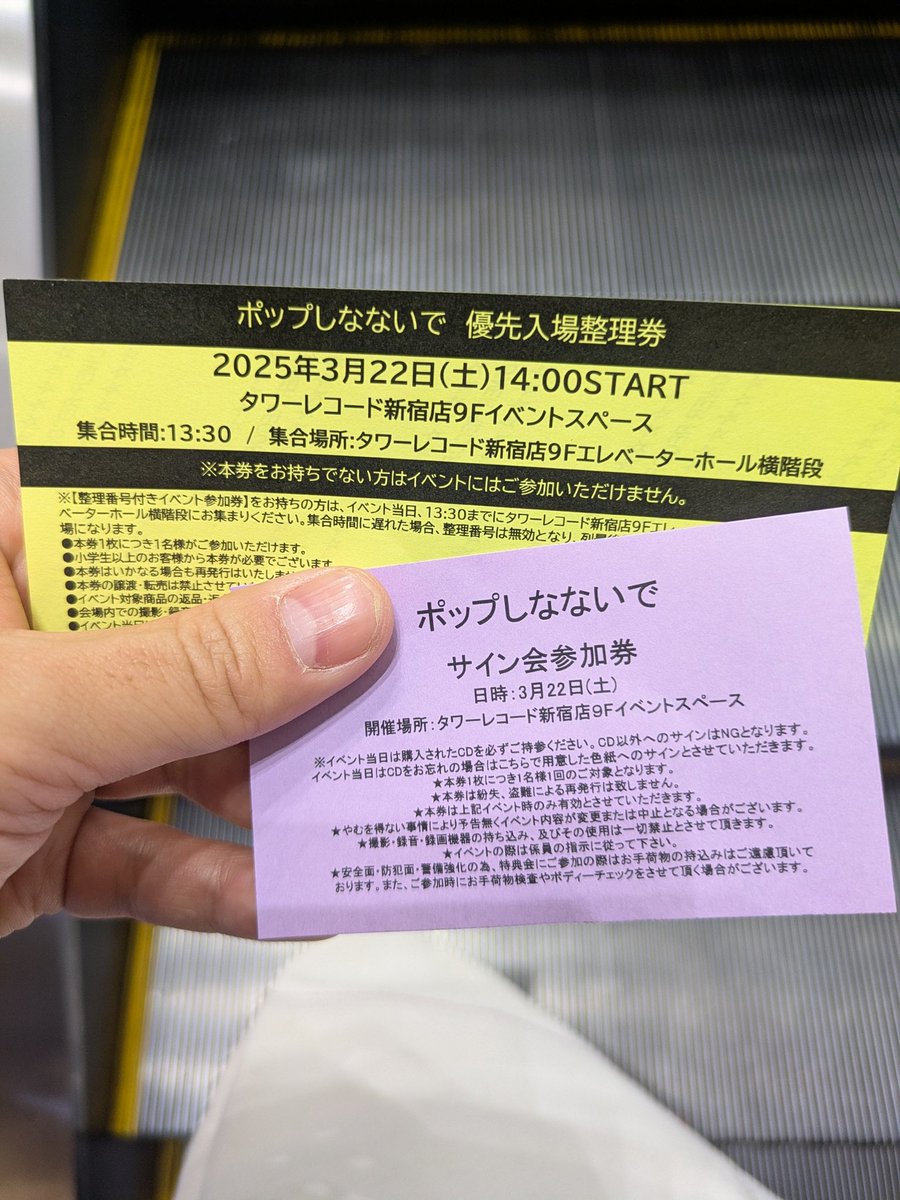 ポップしなないで 優先入場整理券
2025年3月22日(土)14:00START
タワーレコード新宿店9Fイベントスペース
集合時間:13:30 / 集合場所:タワーレコード新宿店9Fエレベーターホール横階段
※本券をお持ちでない方はイベントにはご参加いただけません。
※【整理番号付きイベント参加券】をお持ちの方は、イベント当日、13:30までにタワーレコード新宿店9Fエレ
ベーターホール横階段にお集まりください。集合時間に遅れた場合、整理番号は無効となり、列最後
場になります。
●本券1枚につき1名様がご参加いただけます。
●小学生以上のお客様から本券が必要でございます。
●本券はいかなる場合も再発行はいたしま
●本券の譲渡・転売は禁止させてい
●イベント対象商品の返品・
●会場内での撮影・録
●イベント当日
ポップしなないで
サイン会参加券
日時:3月22日(土)
開催場所:タワーレコード新宿店9Fイベントスペース
※イベント当日は購入されたCDを必ずご持参ください。CD以外へのサインはNGとなります。
イベント当日はCDをお忘れの場合はこちらで用意した色紙へのサインとさせていただきます。
★本券1枚につき1名様1回のご対象となります。
★本券は紛失、盗難による再発行は致しません。
★本券は上記イベント時のみ有効とさせていただきます。
★やむを得ない事情により予告無くイベント内容が変更または中止となる場合がございます。
★撮影・録音・録画機器の持ち込み、及びその使用は一切禁止とさせて頂きます。
★イベントの際は係員の指示に従って下さい。
★安全面・防犯面・警備強化の為、特典会にご参加の際はお手荷物の持込みはご遠慮頂いて
おります。また、ご参加時にお手荷物検査やボディーチェックをさせて頂く場合がございます。